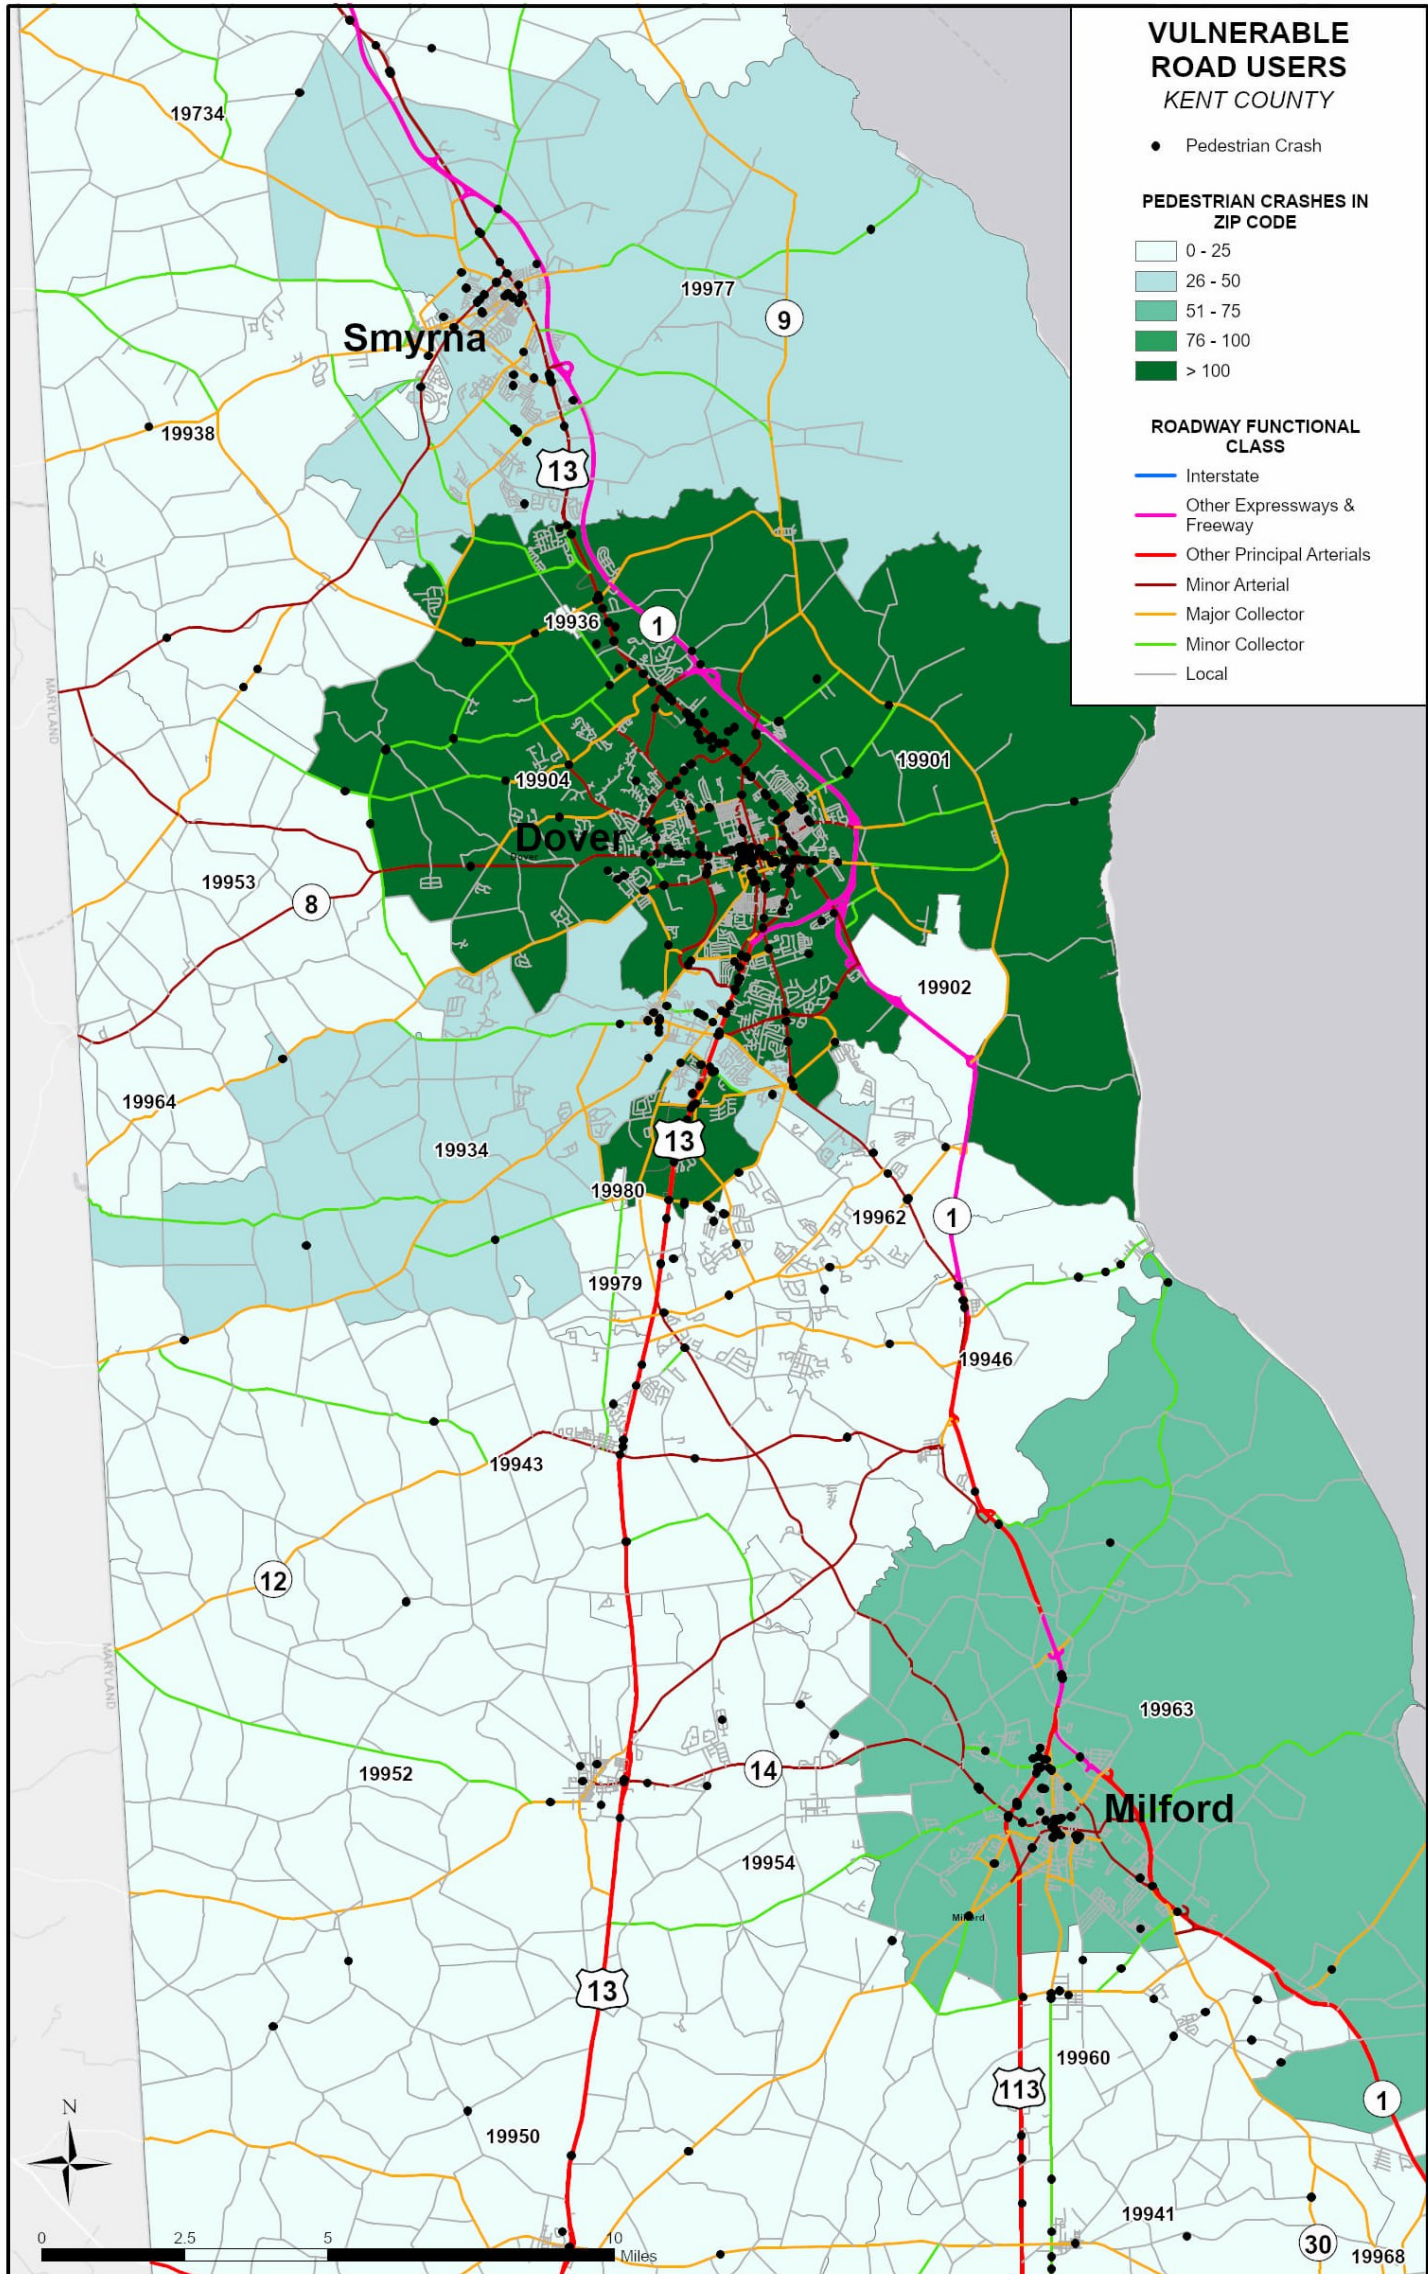 VULNERABLE
ROAD USERS
KENT COUNTY
Pedestrian Crash
PEDESTRIAN CRASHES IN
ZIP CODE
0 - 25
26 - 50
51 - 75
76 - 100
> 100
ROADWAY FUNCTIONAL
CLASS
Interstate
Other Expressways &
Freeway
Other Principal Arterials
Minor Arterial
Major Collector
Minor Collector
Local
19734
19977
9
Smyrna
19938
13
19936
1
MARYLAND
19901
19904
Dover
Dover
19953
8
19902
19964
13
19934
19980
19962
1
19979
19946
19943
12
MARYLAND
19963
14
19952
Milford
19954
Milford
13
19960
113
1
N
19950
19941
0 2.5 5 10
Miles
30
19968